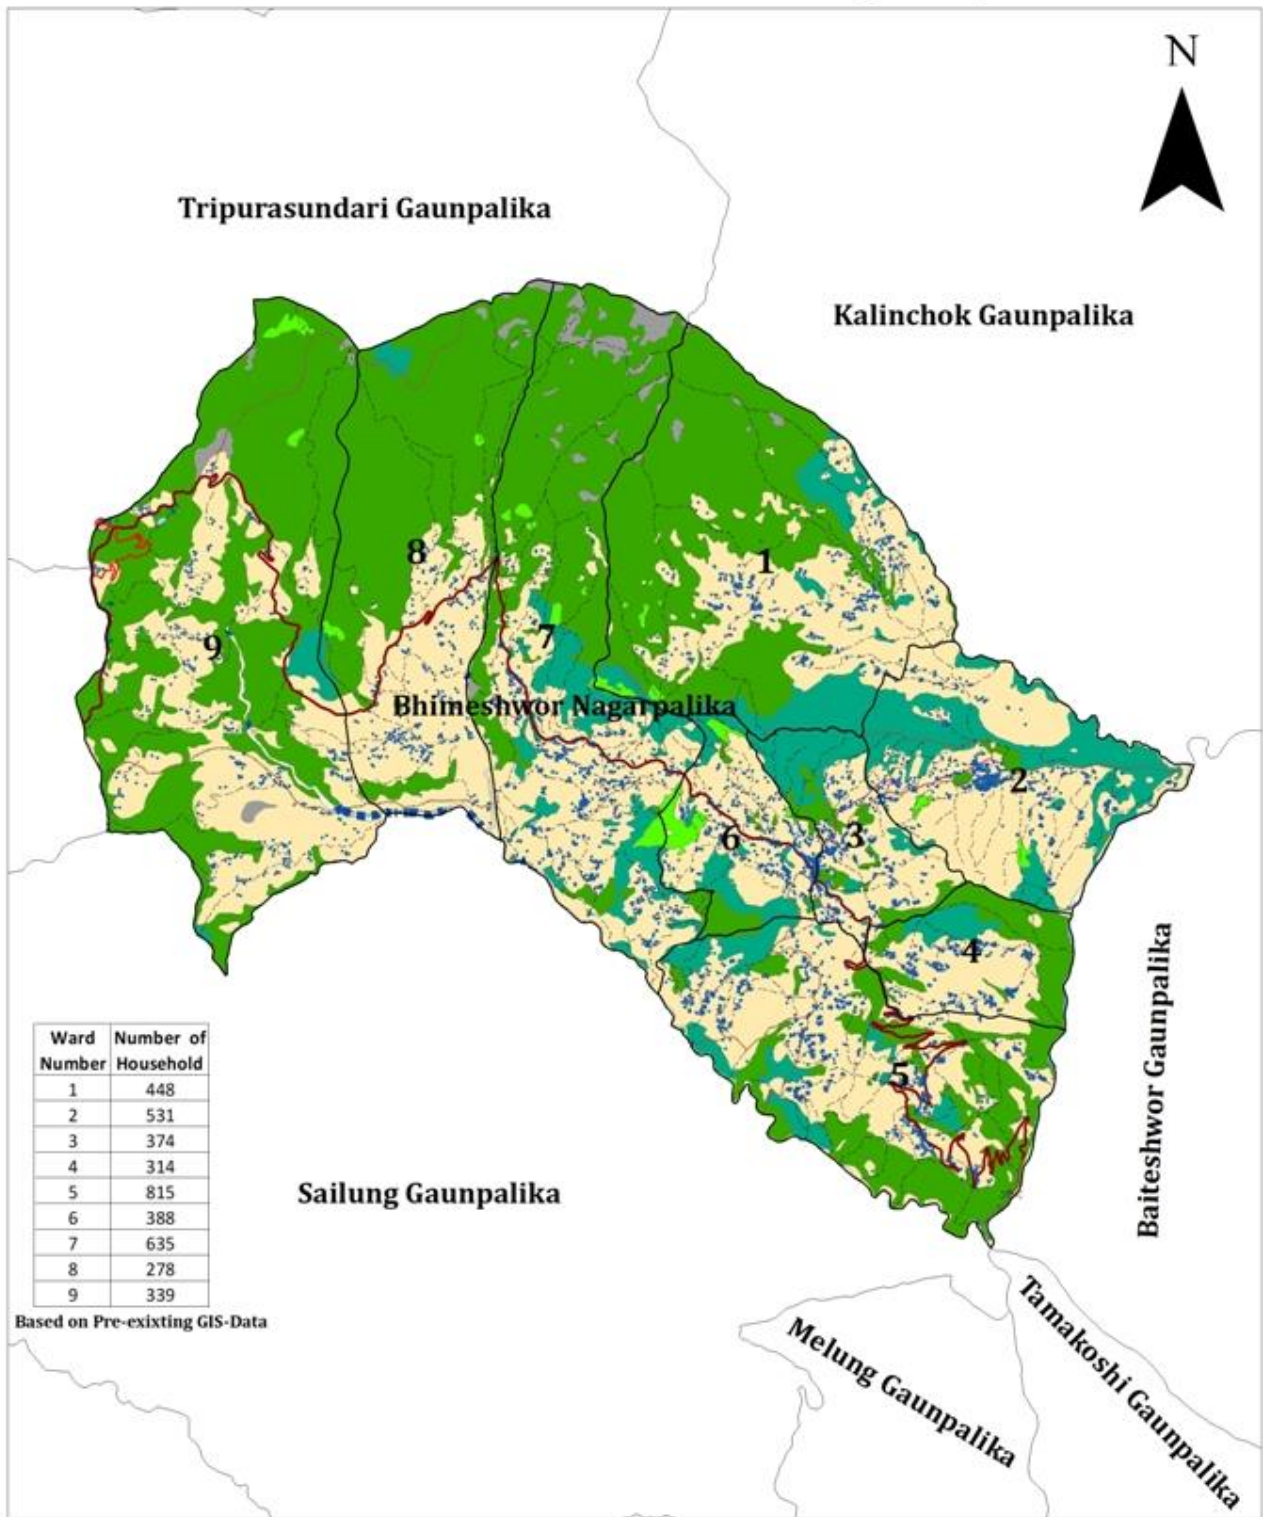 N
Tripurasundari Gaunpalika
Kalinchok Gaunpalika
8
1
7
9
Bhimeshwor Nagarpalika
2
6
3
4
Baiteshwor Gaunpalika
5
Ward Number of
Number Household
1 448
2 531
3 374
4 314
5 815
6 388
7 635
8 278
9 339
Based on Pre-exixting GIS-Data
Sailung Gaunpalika
Melung Gaunpalika
Tamakoshi Gaunpalika